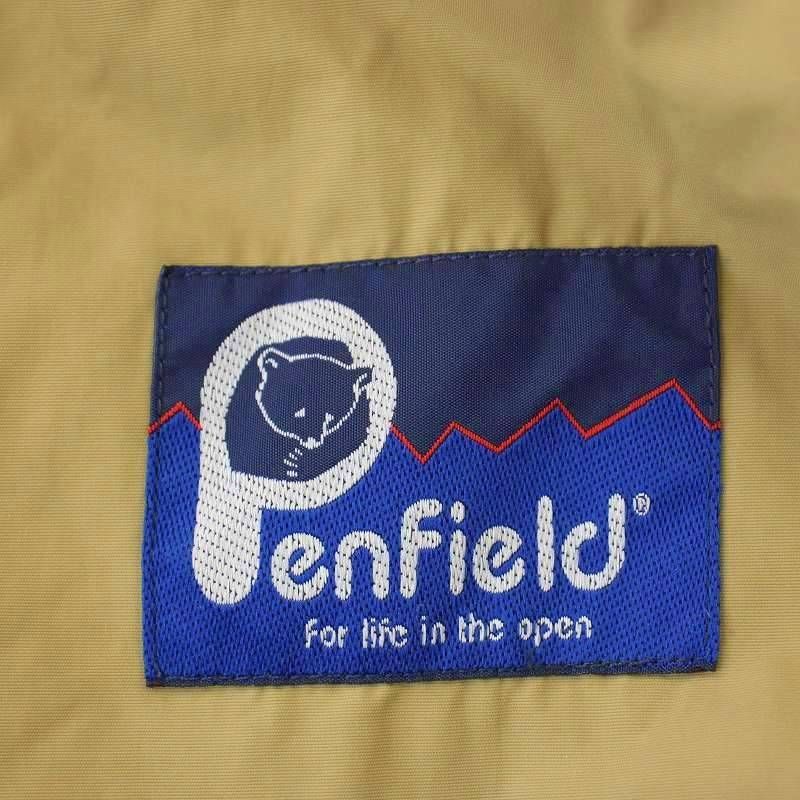 Penfield®
For life in the open